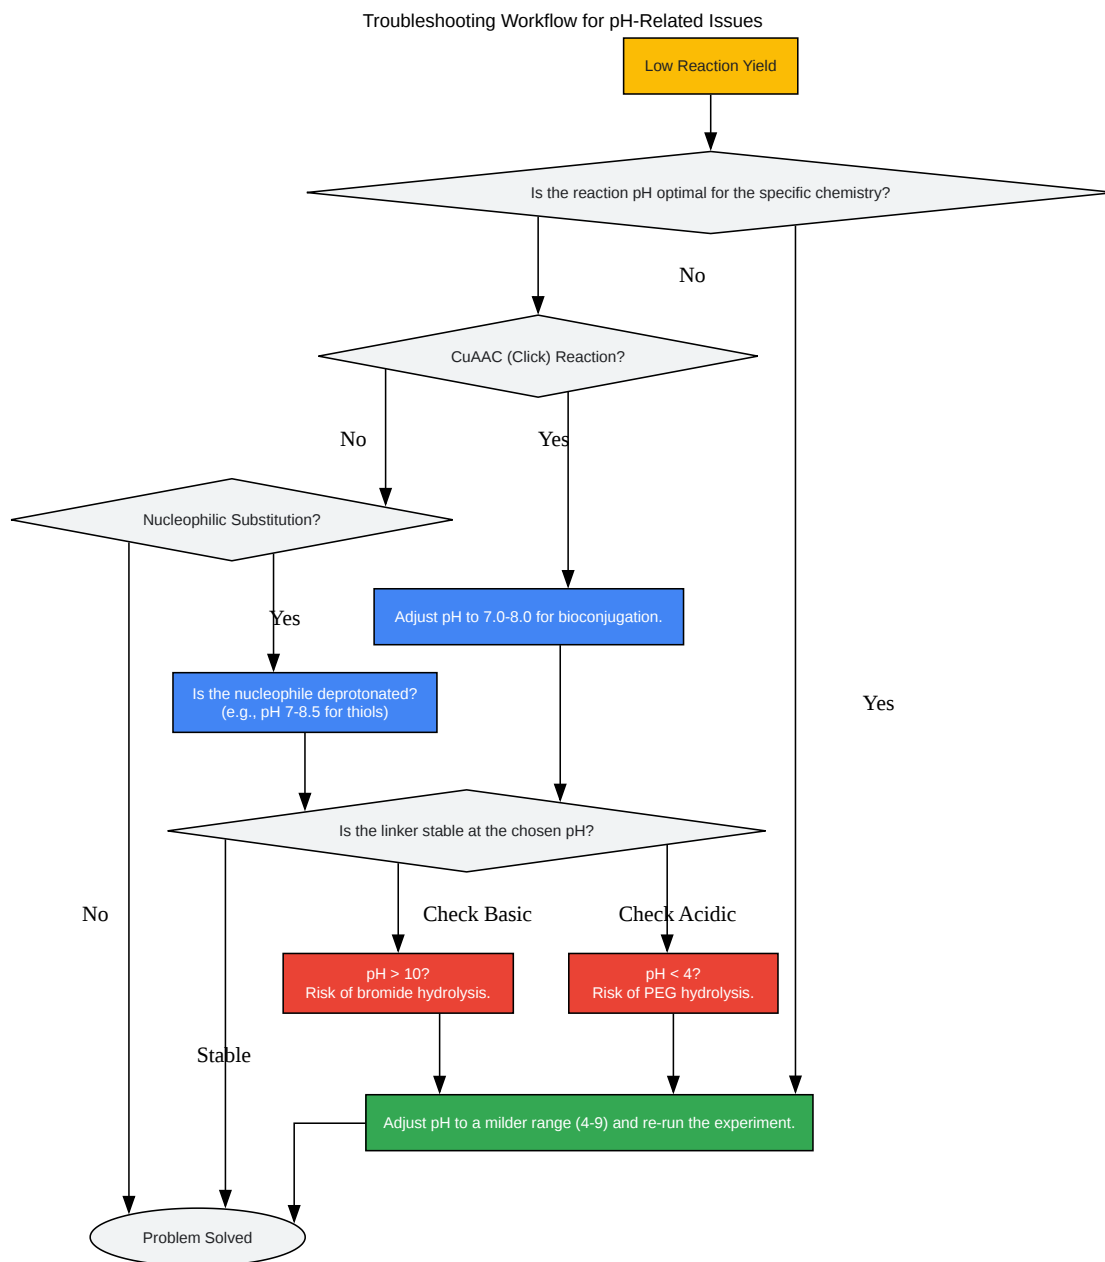 Troubleshooting Workflow for pH-Related Issues
Low Reaction Yield
Is the reaction pH optimal for the specific chemistry?
No
CuAAC (Click) Reaction?
No
Yes
Nucleophilic Substitution?
Adjust pH to 7.0-8.0 for bioconjugation.
Yes
Is the nucleophile deprotonated?
(e.g., pH 7-8.5 for thiols)
Yes
Is the linker stable at the chosen pH?
No
Check Basic
Check Acidic
pH > 10?
Risk of bromide hydrolysis.
pH < 4?
Risk of PEG hydrolysis.
Stable
Adjust pH to a milder range (4-9) and re-run the experiment.
Problem Solved